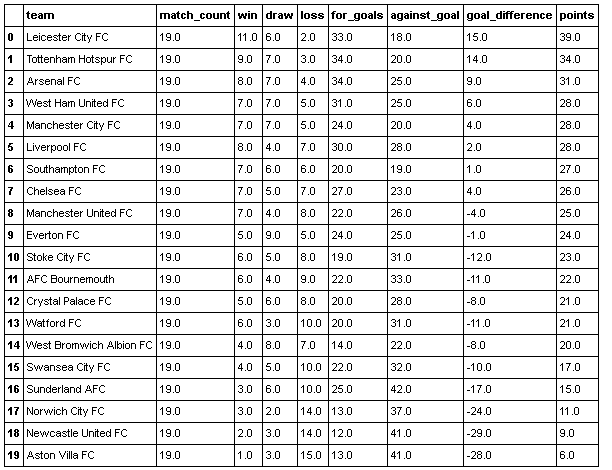 team match_count win draw loss for_goals against_goal goal_difference points
0 Leicester City FC 19.0 11.0 6.0 2.0 33.0 18.0 15.0 39.0
1 Tottenham Hotspur FC 19.0 9.0 7.0 3.0 34.0 20.0 14.0 34.0
2 Arsenal FC 19.0 8.0 7.0 4.0 34.0 25.0 9.0 31.0
3 West Ham United FC 19.0 7.0 7.0 5.0 31.0 25.0 6.0 28.0
4 Manchester City FC 19.0 7.0 7.0 5.0 24.0 20.0 4.0 28.0
5 Liverpool FC 19.0 8.0 4.0 7.0 30.0 28.0 2.0 28.0
6 Southampton FC 19.0 7.0 6.0 6.0 20.0 19.0 1.0 27.0
7 Chelsea FC 19.0 7.0 5.0 7.0 27.0 23.0 4.0 26.0
8 Manchester United FC 19.0 7.0 4.0 8.0 22.0 26.0 -4.0 25.0
9 Everton FC 19.0 5.0 9.0 5.0 24.0 25.0 -1.0 24.0
10 Stoke City FC 19.0 6.0 5.0 8.0 19.0 31.0 -12.0 23.0
11 AFC Bournemouth 19.0 6.0 4.0 9.0 22.0 33.0 -11.0 22.0
12 Crystal Palace FC 19.0 5.0 6.0 8.0 20.0 28.0 -8.0 21.0
13 Watford FC 19.0 6.0 3.0 10.0 20.0 31.0 -11.0 21.0
14 West Bromwich Albion FC 19.0 4.0 8.0 7.0 14.0 22.0 -8.0 20.0
15 Swansea City FC 19.0 4.0 5.0 10.0 22.0 32.0 -10.0 17.0
16 Sunderland AFC 19.0 3.0 6.0 10.0 25.0 42.0 -17.0 15.0
17 Norwich City FC 19.0 3.0 2.0 14.0 13.0 37.0 -24.0 11.0
18 Newcastle United FC 19.0 2.0 3.0 14.0 12.0 41.0 -29.0 9.0
19 Aston Villa FC 19.0 1.0 3.0 15.0 13.0 41.0 -28.0 6.0